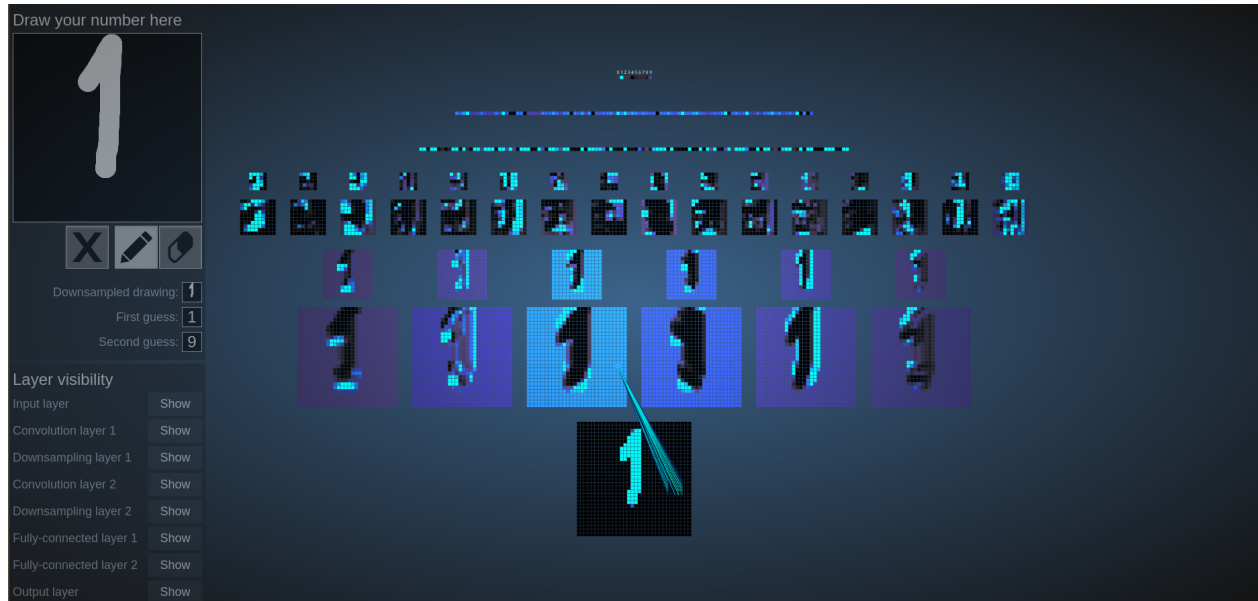 Draw your number here
0123456789
Downsampled drawing:
First guess: 1
Second guess: 9
Layer visibility
Input layer Show
Convolution layer 1 Show
Downsampling layer 1 Show
Convolution layer 2 Show
Downsampling layer 2 Show
Fully-connected layer 1 Show
Fully-connected layer 2 Show
Output layer Show